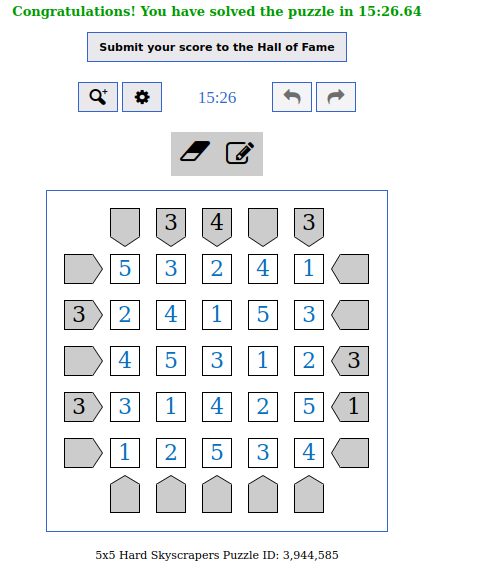 Congratulations! You have solved the puzzle in 15:26.64
Submit your score to the Hall of Fame
15:26
3 4 3
5 3 2 4 1
3 2 4 1 5 3
4 5 3 1 2 3
3 3 1 4 2 5 1
1 2 5 3 4
5x5 Hard Skyscrapers Puzzle ID: 3,944,585